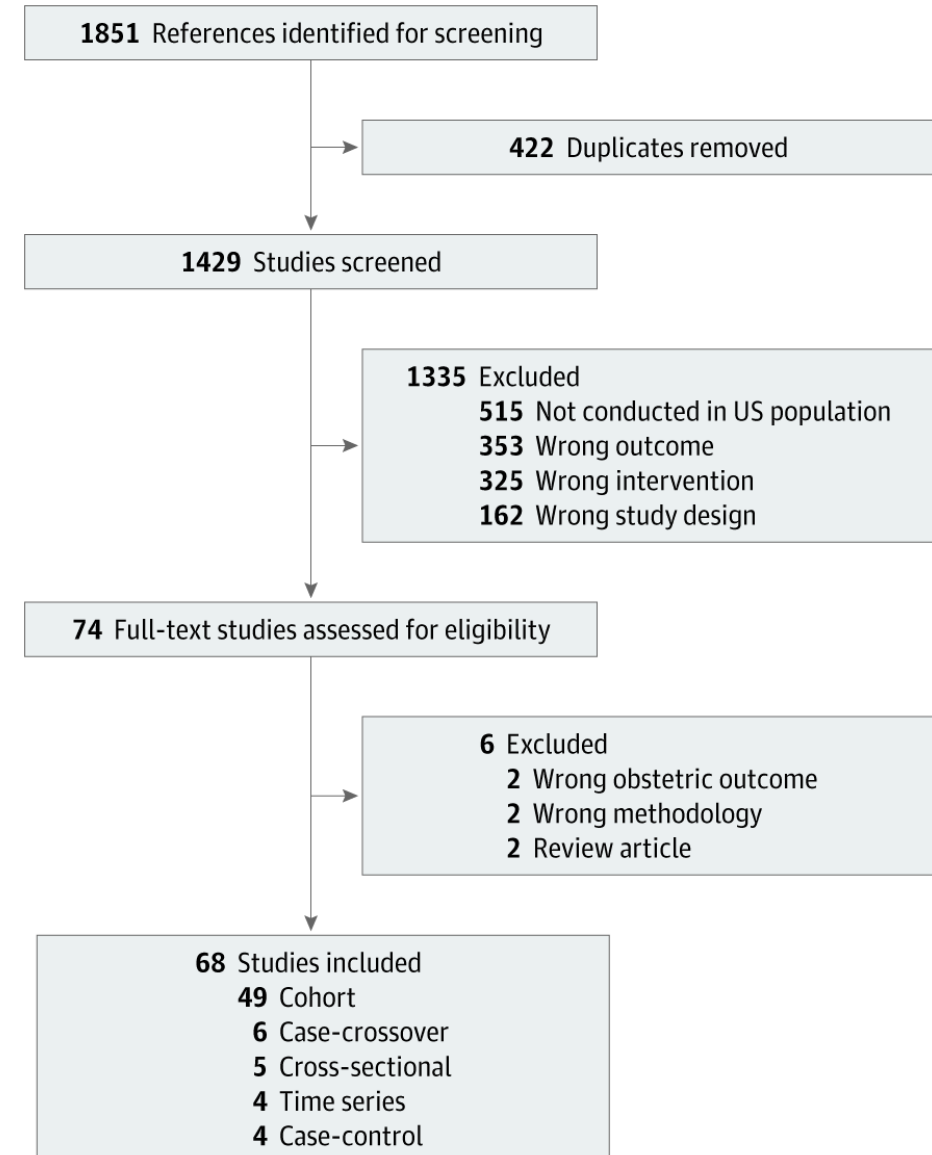 1851 References identified for screening
422 Duplicates removed
1429 Studies screened
1335 Excluded
515 Not conducted in US population
353 Wrong outcome
325 Wrong intervention
162 Wrong study design
74 Full-text studies assessed for eligibility
6 Excluded
2 Wrong obstetric outcome
2 Wrong methodology
2 Review article
68 Studies included
49 Cohort
6 Case-crossover
5 Cross-sectional
4 Time series
4 Case-control